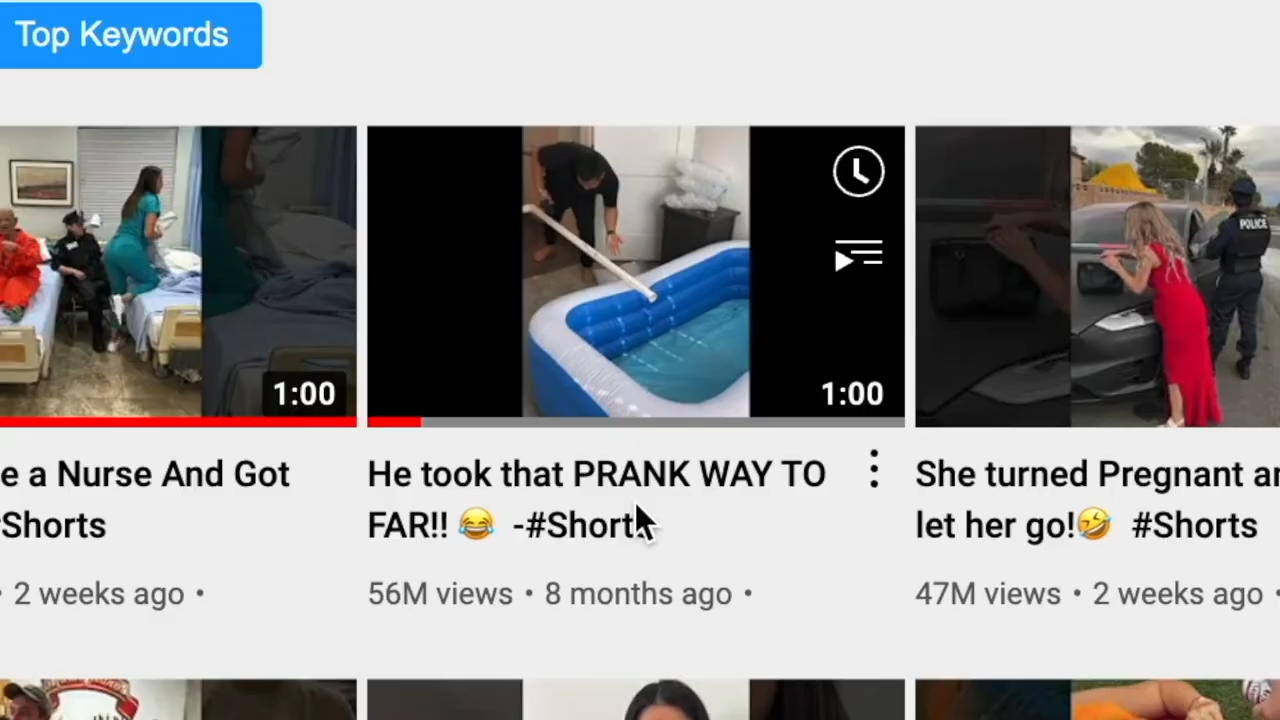 Top Keywords
POLICE
1:00
1:00
e a Nurse And Got
#Shorts
2 weeks ago •
He took that PRANK WAY TO
FAR!! 😂 -#Shorts
56M views • 8 months ago •
She turned Pregnant a
let her go!🤣 #Shorts
47M views • 2 weeks ago •